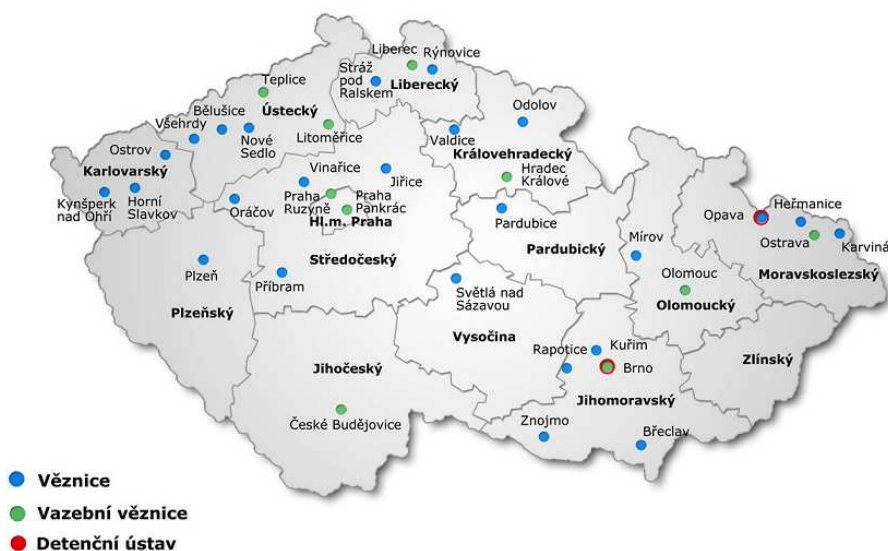 Liberec
Rýnovice
Stráž
pod
Ralskem
Liberecký
Teplice
Ústecký
Bělušice
Všehrdy
Nové
Sedlo
Litoměřice
Odolov
Valdice
Královehradecký
Hradec
Králové
Ostrov
Karlovarský
Kynšperk
nad Ohří
Horní
Slavkov
Vinařice
Jiřice
Oráčov
Praha
Ruzyně
Praha
Pankrác
Hl.m. Praha
Středočeský
Příbram
Plzeň
Plzeňský
Pardubice
Pardubický
Mírov
Opava
Heřmanice
Ostrava
Karviná
Moravskoslezský
Olomouc
Olomoucký
Světlá nad
Sázavou
Vysočina
Zlínský
Rapotice
Kuřim
Brno
Jihomoravský
Jihočeský
České Budějovice
Znojmo
Břeclav
Věznice
Vazební věznice
Detenční ústav